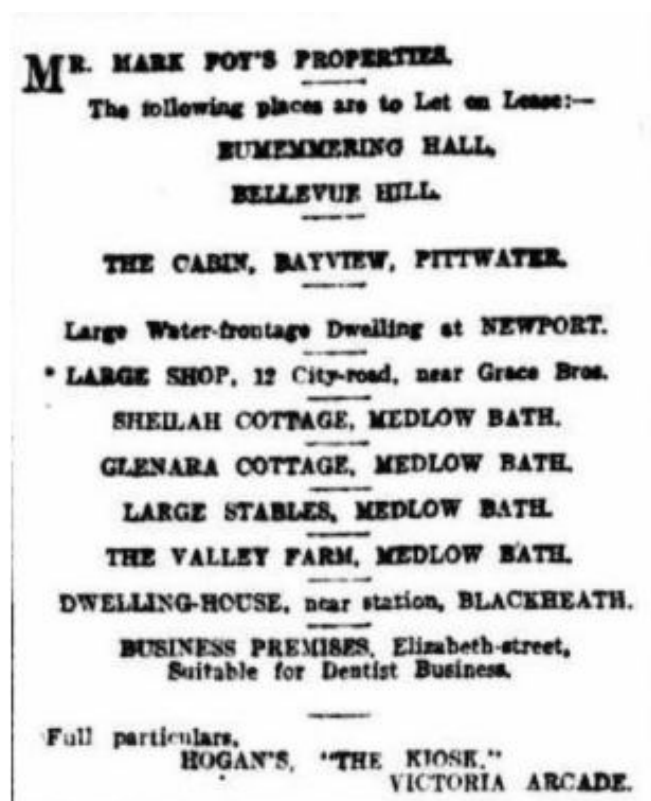 MR. MARK FOY'S PROPERTIES.
The following places are to Let on Lease:—
EUMEMMERING HALL,
BELLEVUE HILL.
THE CABIN, BAYVIEW, PITTWATER.
Large Water-frontage Dwelling at NEWPORT.
LARGE SHOP, 12 City-road, near Grace Bros.
SHEILAH COTTAGE, MEDLOW BATH.
GLENARA COTTAGE, MEDLOW BATH.
LARGE STABLES, MEDLOW BATH.
THE VALLEY FARM, MEDLOW BATH.
DWELLING-HOUSE, near station, BLACKHEATH.
BUSINESS PREMISES, Elizabeth-street,
Suitable for Dentist Business.
Full particulars,
HOGAN'S, "THE KIOSK,"
VICTORIA ARCADE.